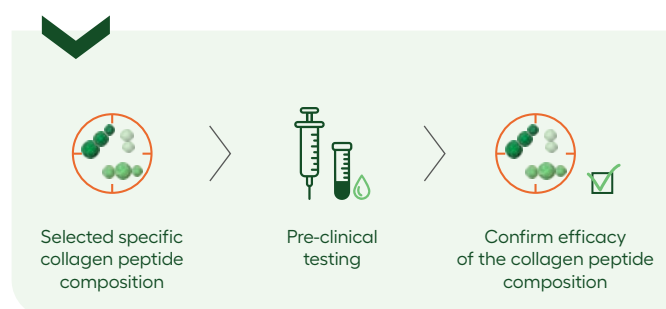 Selected specific
collagen peptide
composition
Pre-clinical
testing
Confirm efficacy
of the collagen peptide
composition